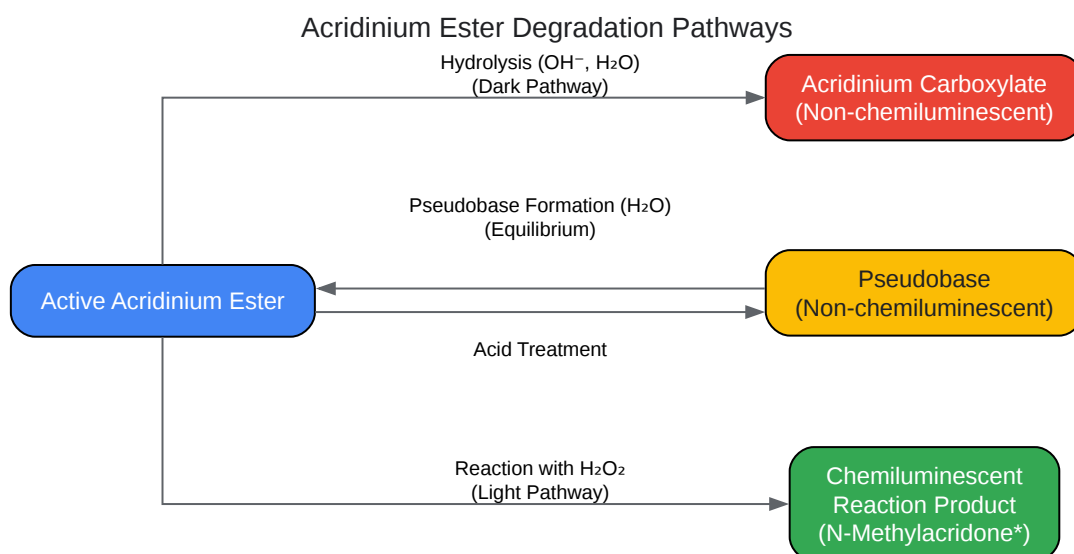 Acridinium Ester Degradation Pathways
Hydrolysis (OH⁻, H₂O)
(Dark Pathway)
Acridinium Carboxylate
(Non-chemiluminescent)
Pseudobase Formation (H₂O)
(Equilibrium)
Active Acridinium Ester
Pseudobase
(Non-chemiluminescent)
Acid Treatment
Reaction with H₂O₂
(Light Pathway)
Chemiluminescent
Reaction Product
(N-Methylacridone*)